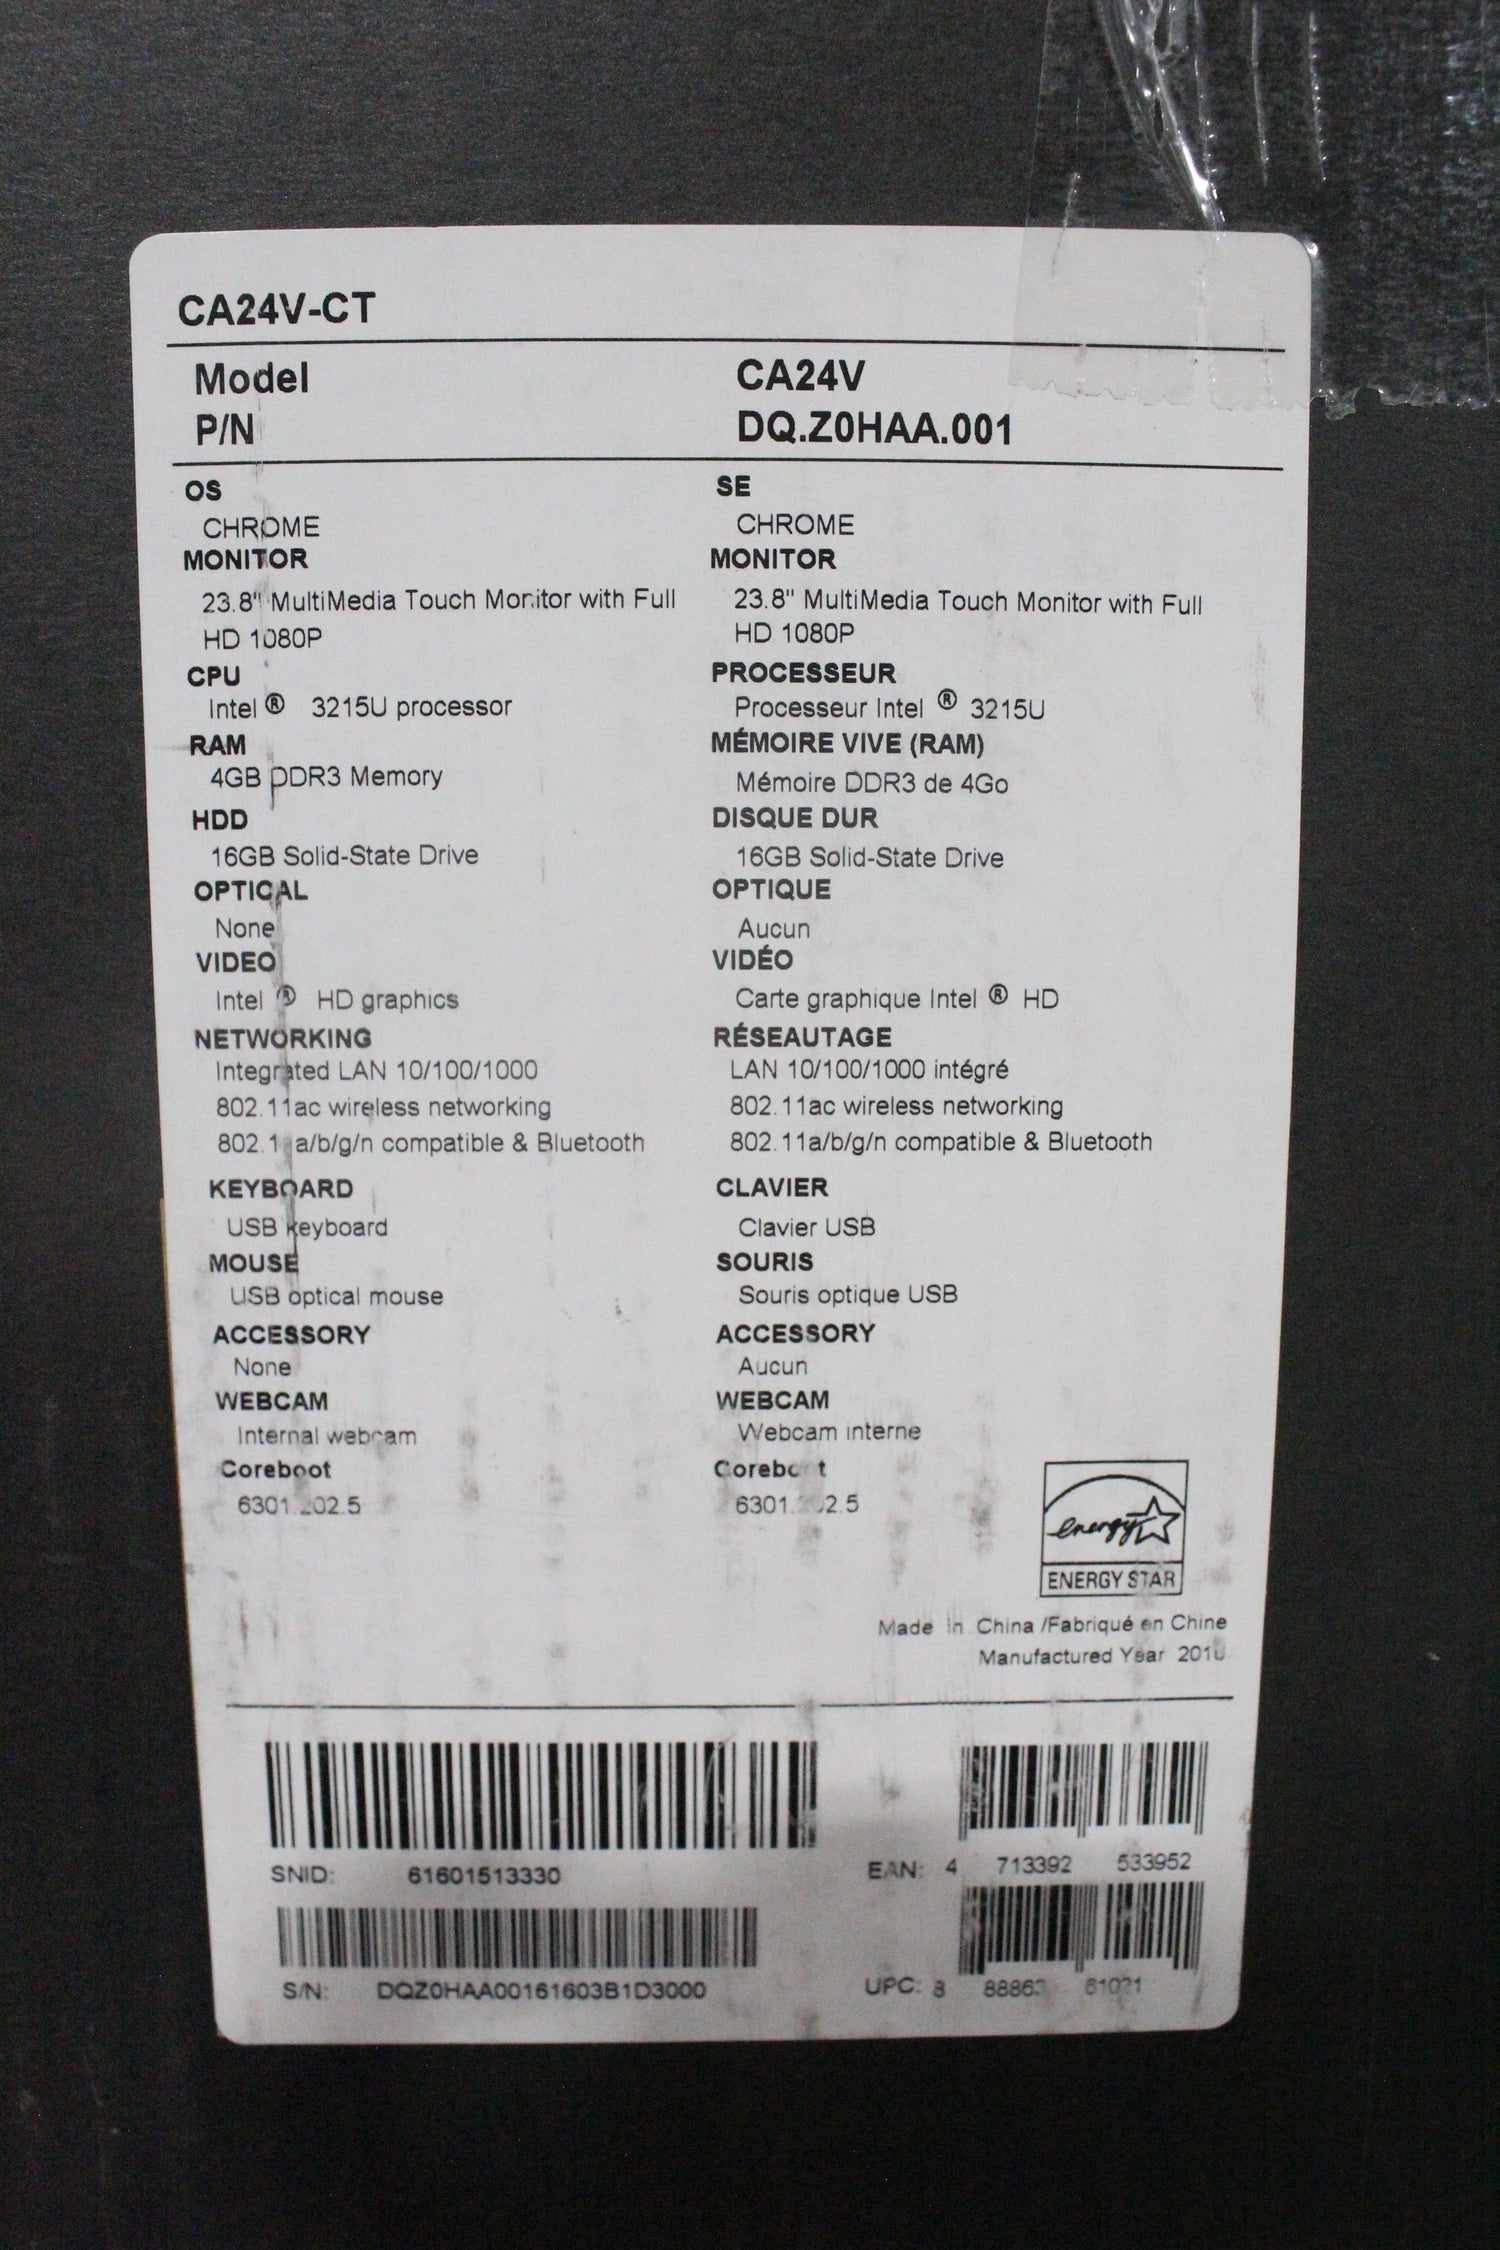 CA24V-CT
Model CA24V
P/N DQ.Z0HAA.001
OS
CHROME
MONITOR
23.8" MultiMedia Touch Monitor with Full
HD 1080P
CPU
Intel ® 3215U processor
RAM
4GB DDR3 Memory
HDD
16GB Solid-State Drive
OPTICAL
None
VIDEO
Intel ® HD graphics
NETWORKING
Integrated LAN 10/100/1000
802.11ac wireless networking
802.11a/b/g/n compatible & Bluetooth
KEYBOARD
USB keyboard
MOUSE
USB optical mouse
ACCESSORY
None
WEBCAM
Internal webcam
Coreboot
SE
CHROME
MONITOR
23.8" MultiMedia Touch Monitor with Full
HD 1080P
PROCESSEUR
Processeur Intel ® 3215U
MÉMOIRE VIVE (RAM)
Mémoire DDR3 de 4Go
DISQUE DUR
16GB Solid-State Drive
OPTIQUE
Aucun
VIDÉO
Carte graphique Intel ® HD
RÉSEAUTAGE
LAN 10/100/1000 intégré
802.11ac wireless networking
802.11a/b/g/n compatible & Bluetooth
CLAVIER
Clavier USB
SOURIS
Souris optique USB
ACCESSORY
Aucun
WEBCAM
Webcam interne
Coreboot
energy
ENERGY STAR
Made In China /Fabriqué en Chine
Manufactured Year
SNID: 61601513330
S/N: DQZ0HAA00161603B1D3000
EAN: 4 713392 533952
UPC: 8